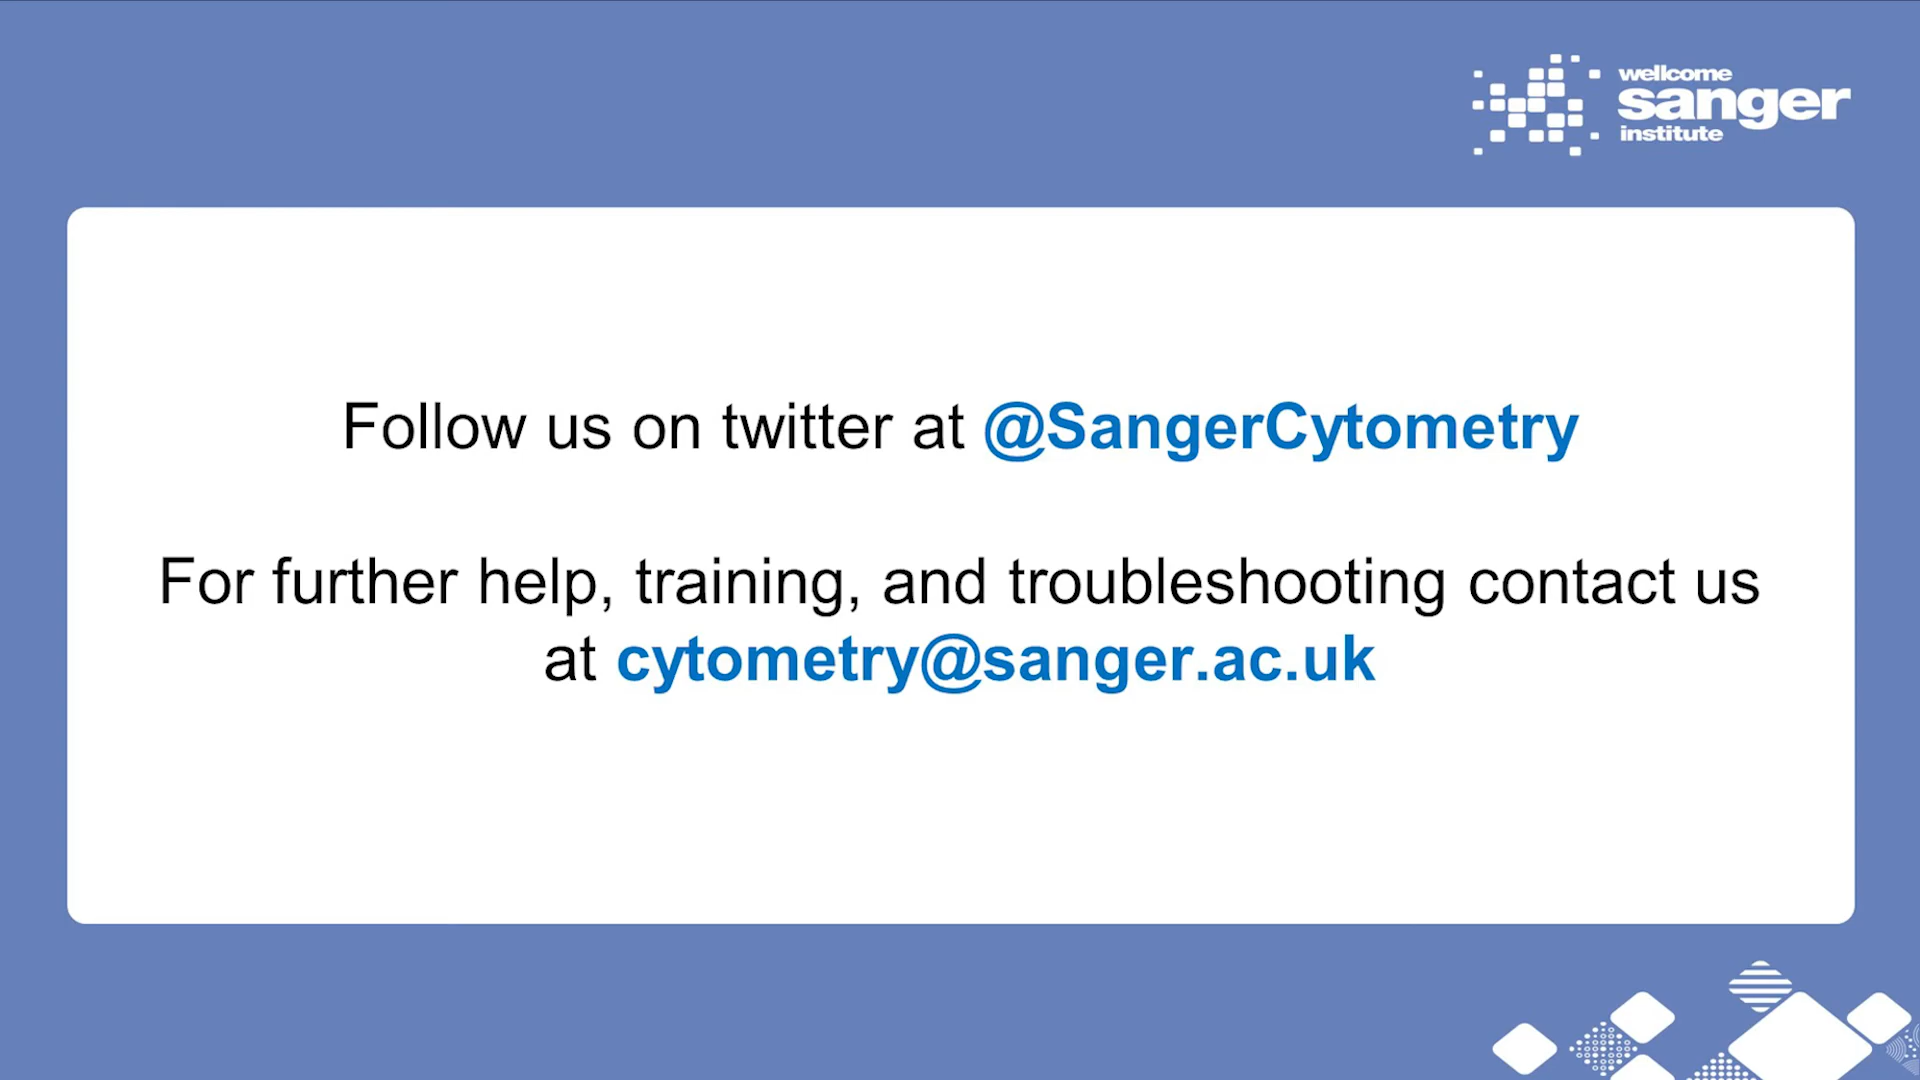 wellcome
sanger
institute
Follow us on twitter at @SangerCytometry
For further help, training, and troubleshooting contact us
at cytometry@sanger.ac.uk